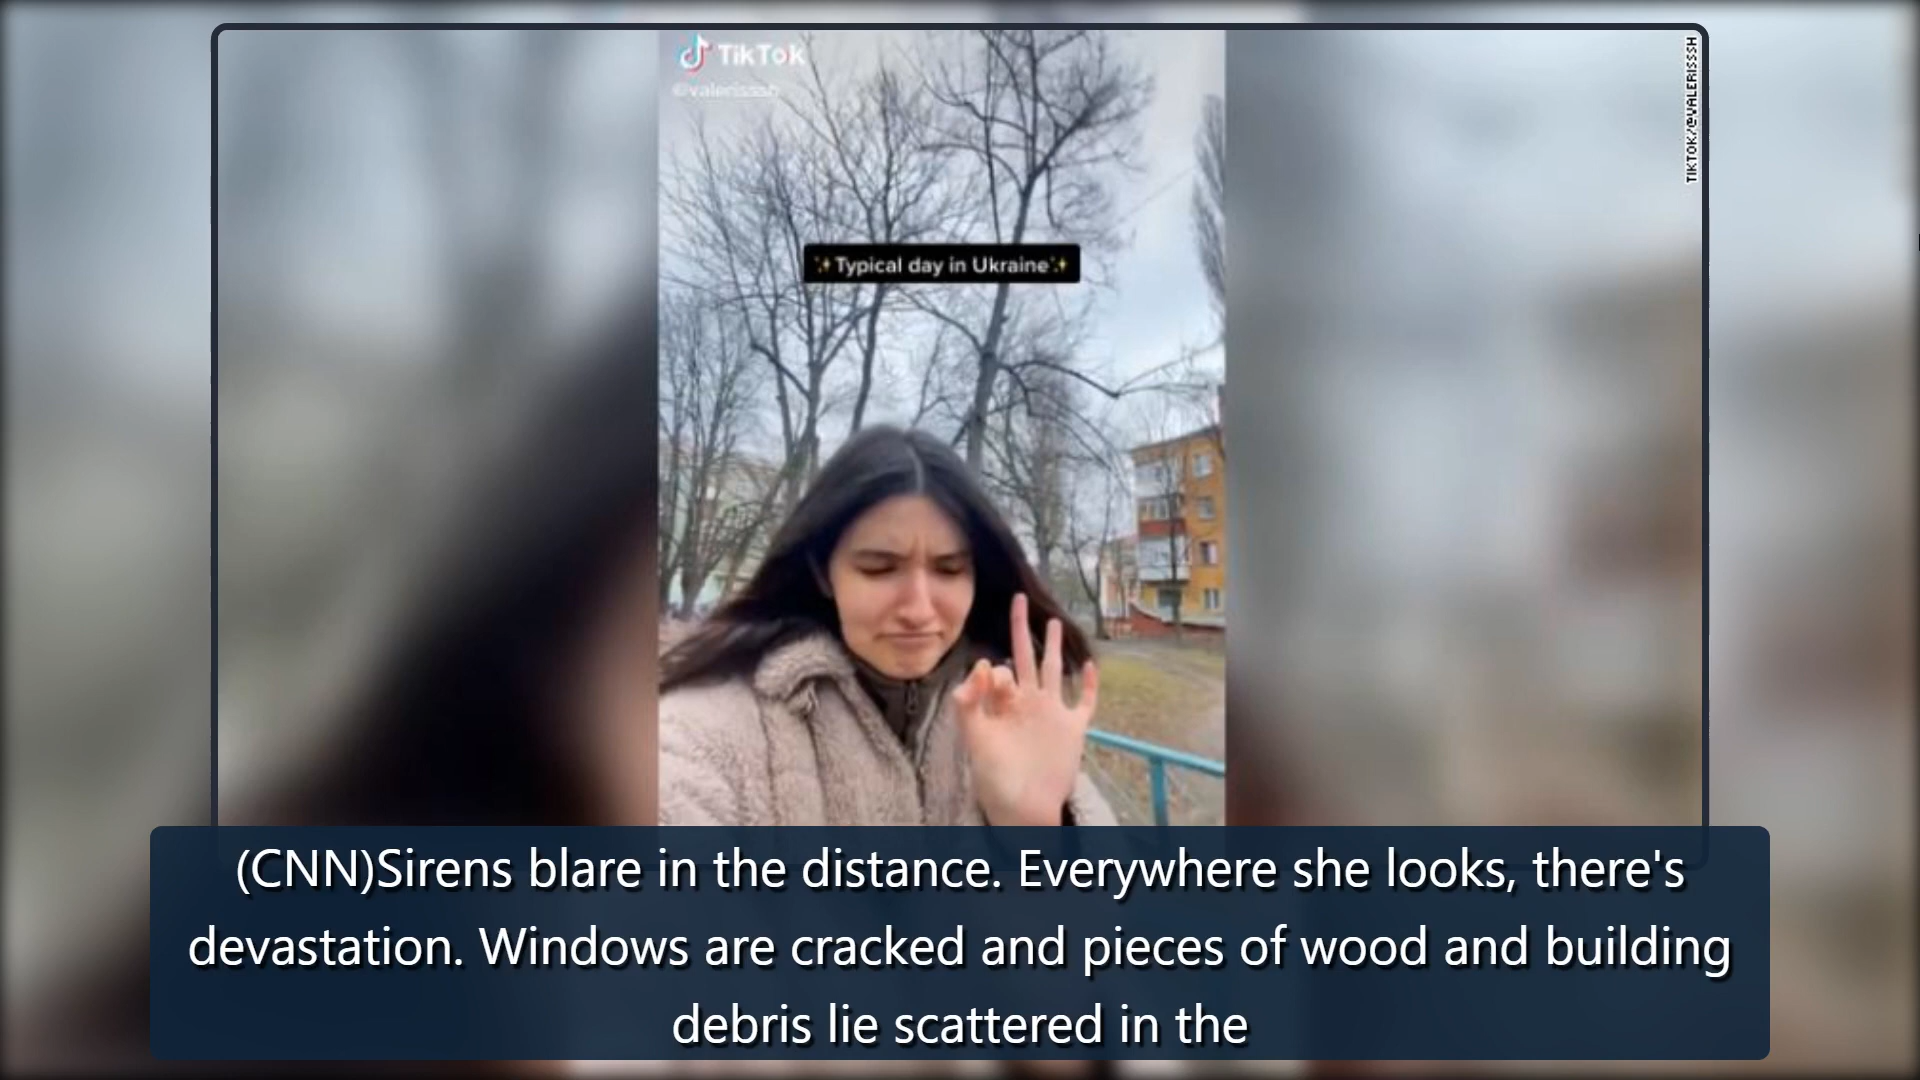 TikTok
@valerisssh
TIKTOK/@VALERISSSH
✨Typical day in Ukraine✨
(CNN)Sirens blare in the distance. Everywhere she looks, there's
devastation. Windows are cracked and pieces of wood and building
debris lie scattered in the